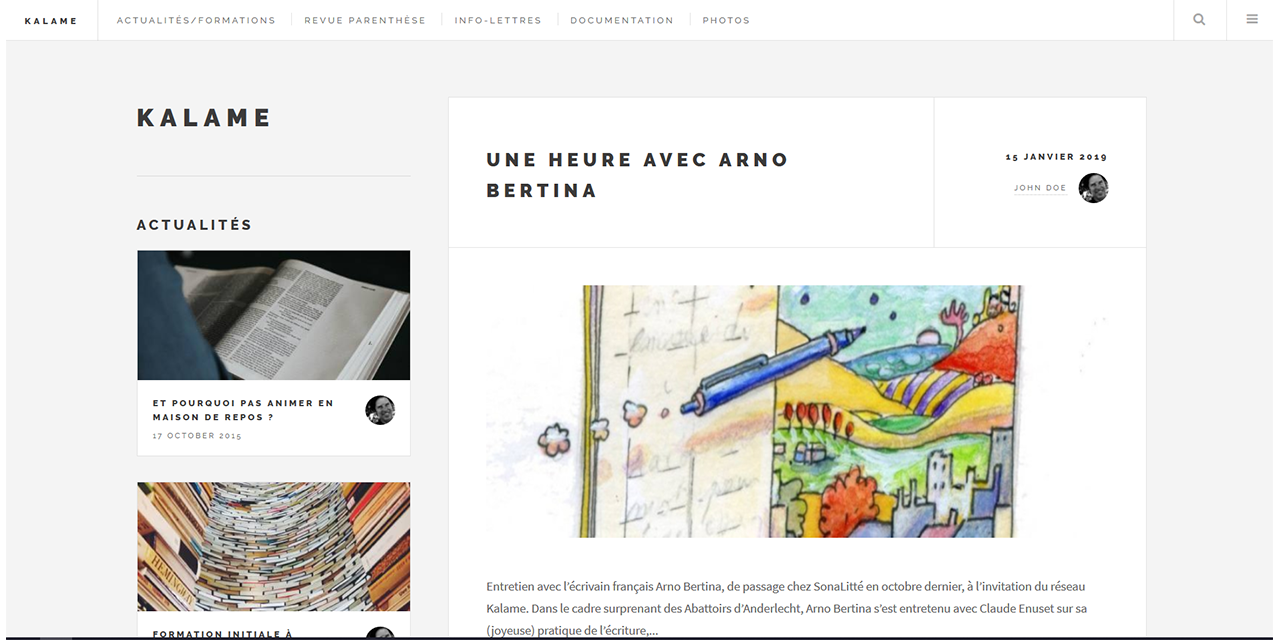 KALAME
ACTUALITÉS/FORMATIONS
REVUE PARENTHÈSE
INFO-LETTRES
DOCUMENTATION
PHOTOS
KALAME
ACTUALITÉS
ET POURQUOI PAS ANIMER EN
MAISON DE REPOS ?
17 OCTOBER 2015
HEMINGWAY
FORMATION INITIALE À
UNE HEURE AVEC ARNO
BERTINA
15 JANVIER 2019
JOHN DOE
Entretien avec l'écrivain français Arno Bertina, de passage chez SonaLitté en octobre dernier, à l'invitation du réseau
Kalame. Dans le cadre surprenant des Abattoirs d'Anderlecht, Arno Bertina s'est entretenu avec Claude Enuset sur sa
(joyeuse) pratique de l'écriture,...